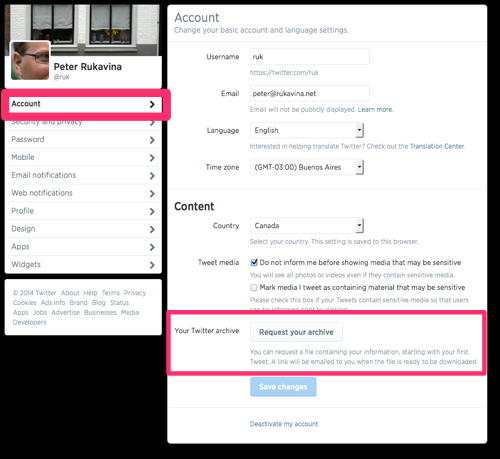 Peter Rukavina
@ruk
Account
Security and privacy
Password
Mobile
Email notifications
Web notifications
Profile
Design
Apps
Widgets
© 2014 Twitter About Help Terms Privacy
Cookies Ads info Brand Blog Status
Apps Jobs Advertise Businesses Media
Developers
Account
Change your basic account and language settings.
Username ruk
https://twitter.com/ruk
Email peter@rukavina.net
Email will not be publicly displayed. Learn more.
Language English
Interested in helping translate Twitter? Check out the Translation Center.
Time zone (GMT-03:00) Buenos Aires
Content
Country Canada
Select your country. This setting is saved to this browser.
Tweet media Do not inform me before showing media that may be sensitive
You will see all photos or videos even if they contain sensitive media.
Mark media I tweet as containing material that may be sensitive
Please check this box if your Tweets contain sensitive media so that users
can be informed prior to viewing.
Your Twitter archive Request your archive
You can request a file containing your information, starting with your first
Tweet. A link will be emailed to you when the file is ready to be downloaded.
Save changes
Deactivate my account